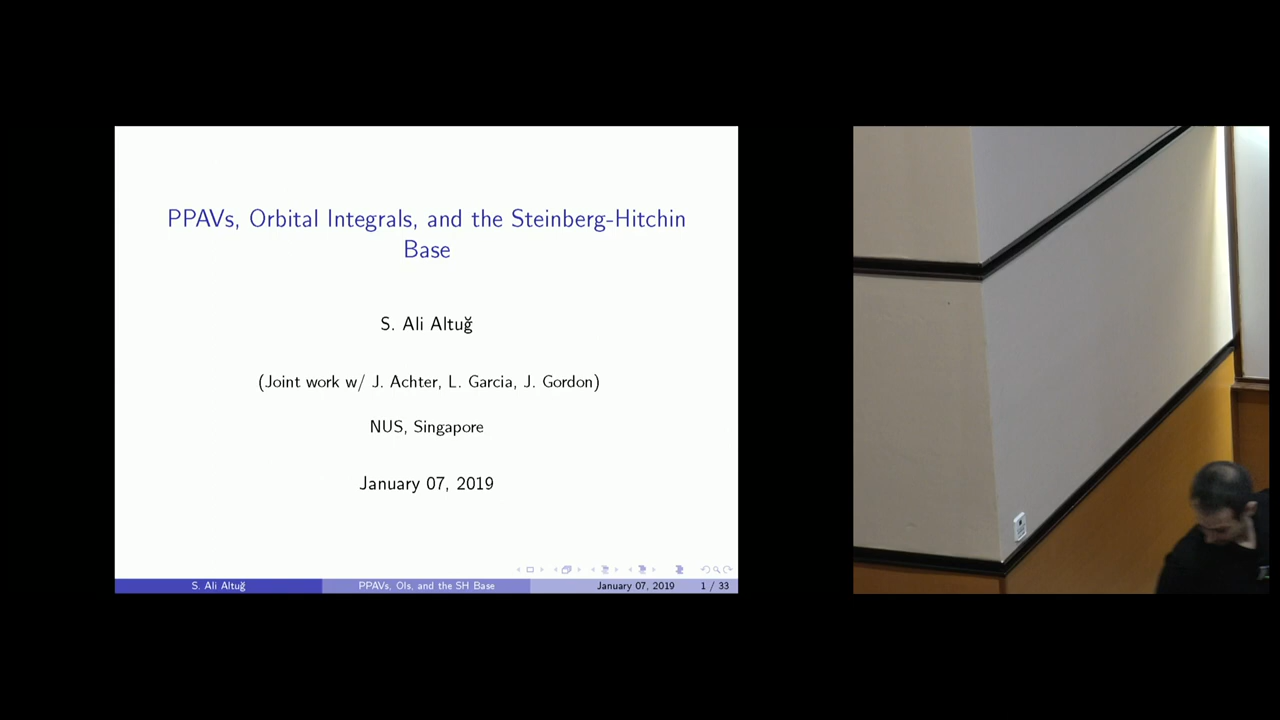 PPAVs, Orbital Integrals, and the Steinberg-Hitchin
Base
S. Ali Altuğ
(Joint work w/ J. Achter, L. Garcia, J. Gordon)
NUS, Singapore
January 07, 2019
S. Ali Altuğ
PPAVs, OIs, and the SH Base
January 07, 2019
1 / 33